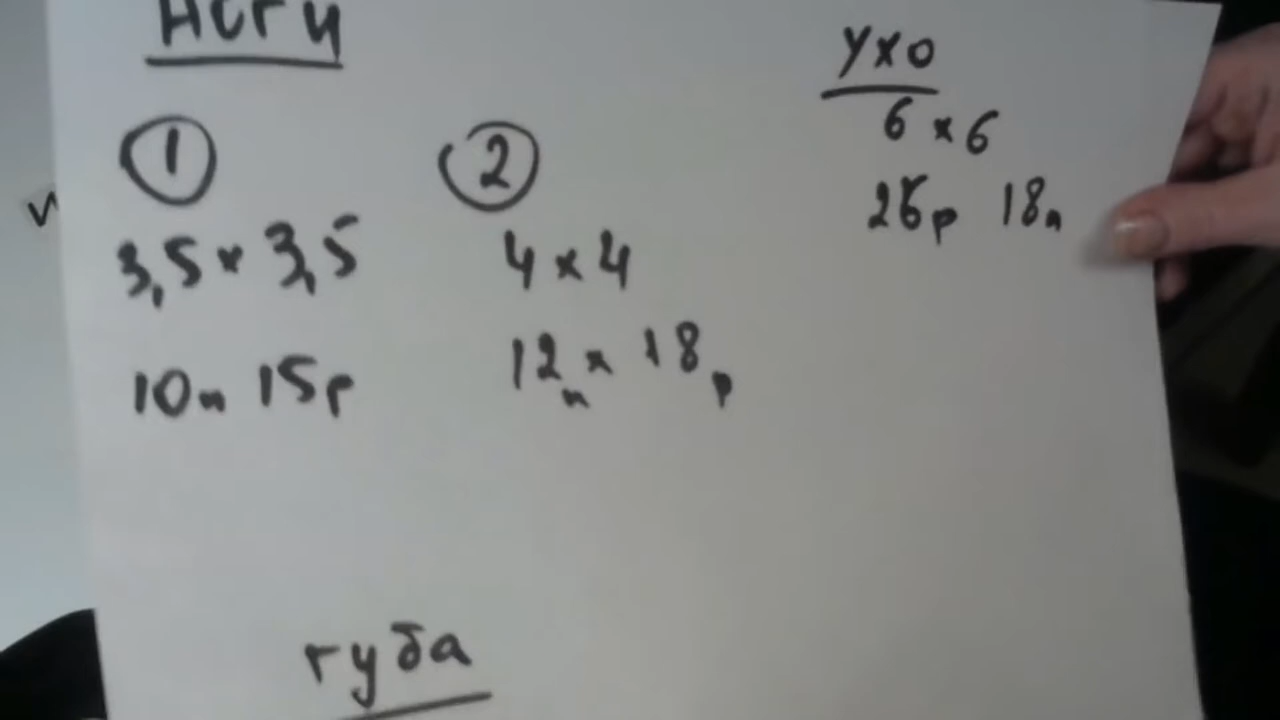 Ноги
1
3,5 x 3,5
10п 15р
2
4 x 4
12п x 18р
Ухо
6 x 6
26р 18п
губа